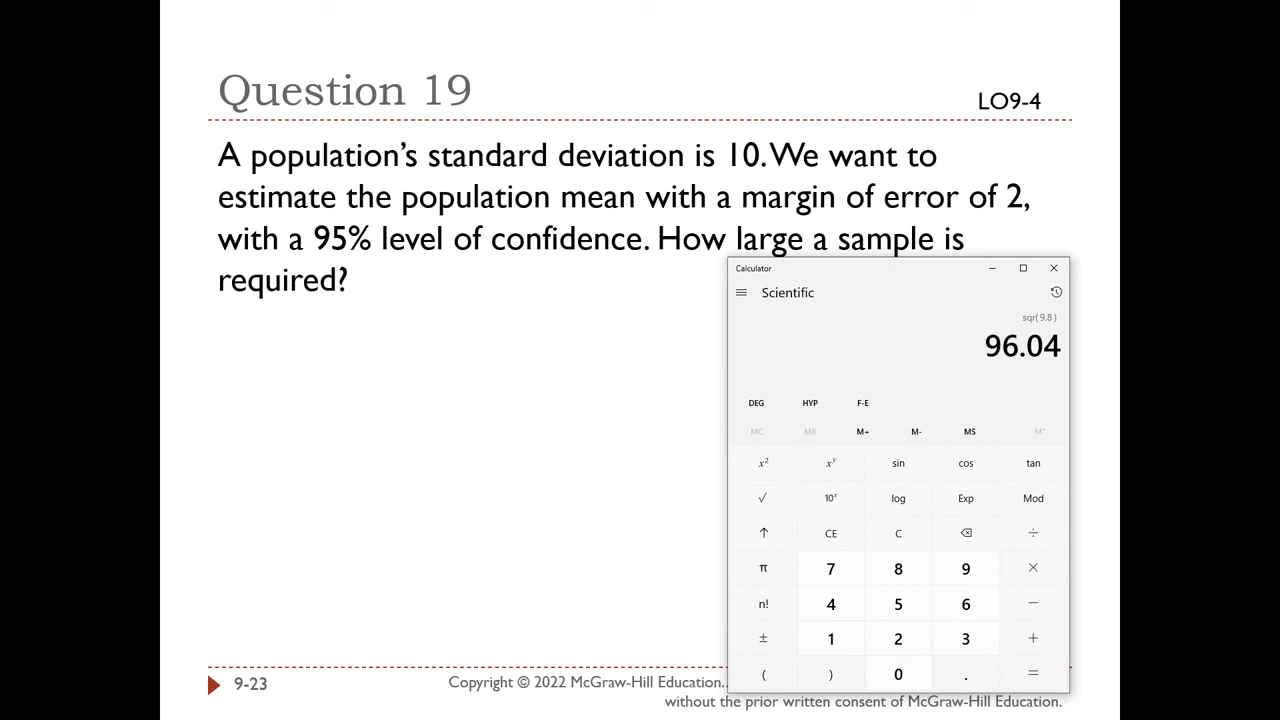 Question 19
LO9-4
A population’s standard deviation is 10. We want to
estimate the population mean with a margin of error of 2,
with a 95% level of confidence. How large a sample is
required?
Calculator
Scientific
sqr( 9.8 )
96.04
DEG HYP F-E
MC MR M+ M- MS M˅
x² xʸ sin cos tan
√ 10ˣ log Exp Mod
↑ CE C ⌫ ÷
π 7 8 9 ×
n! 4 5 6 −
± 1 2 3 +
( ) 0 . =
9-23
Copyright © 2022 McGraw-Hill Education.
without the prior written consent of McGraw-Hill Education.